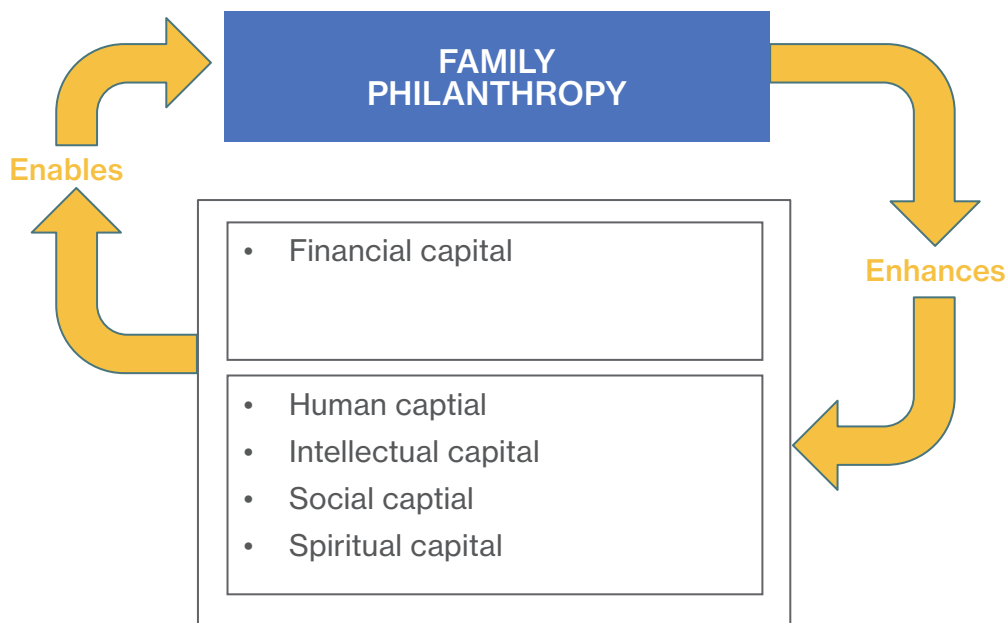 FAMILY
PHILANTHROPY
Enables
Enhances
• Financial capital
• Human captial
• Intellectual capital
• Social captial
• Spiritual capital